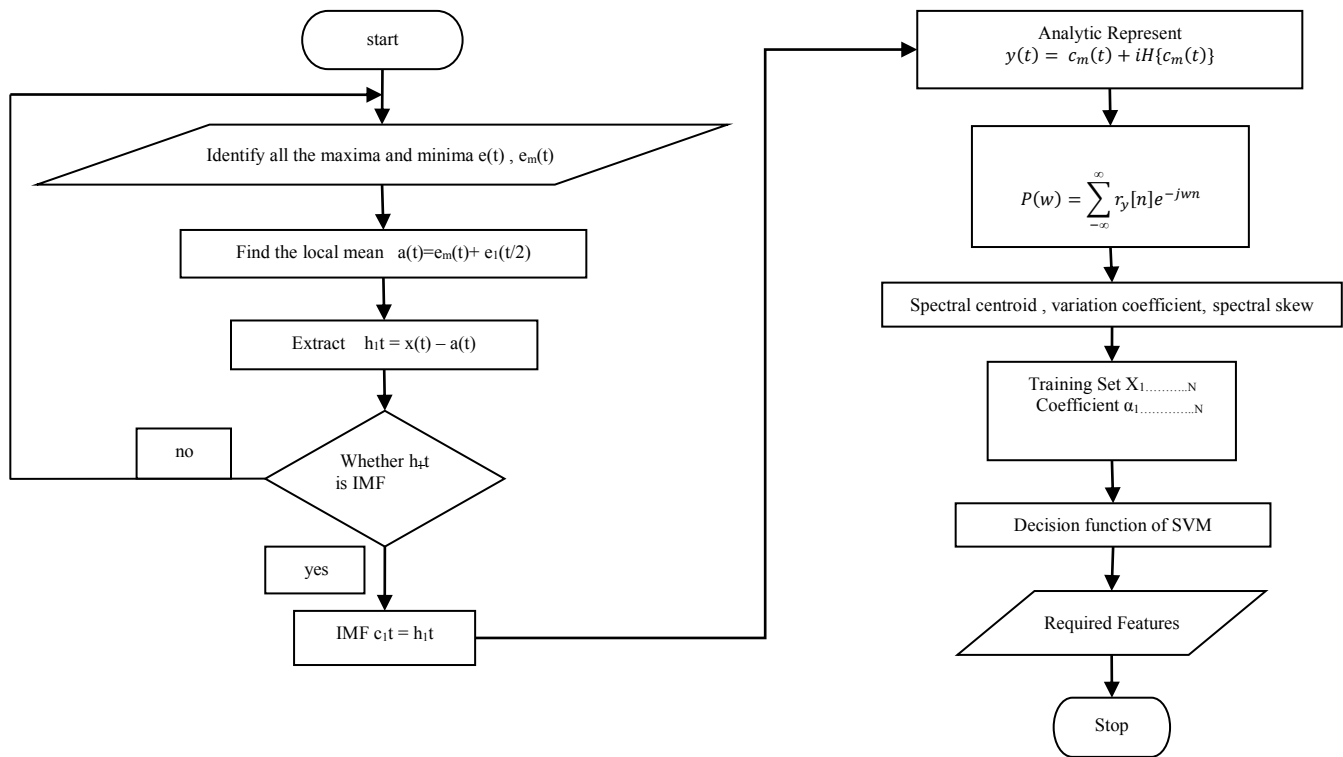 start
Identify all the maxima and minima e(t) , eₘ(t)
Find the local mean a(t)=eₘ(t)+ e₁(t/2)
Extract h₁t = x(t) – a(t)
no
Whether h₁t
is IMF
yes
IMF c₁t = h₁t
Analytic Represent
y(t) = cₘ(t) + iH{cₘ(t)}
∞
P(w) = ∑ r_y[n]e^{-jwn}
-∞
Spectral centroid , variation coefficient, spectral skew
Training Set X₁………..N
Coefficient α₁…………..N
Decision function of SVM
Required Features
Stop